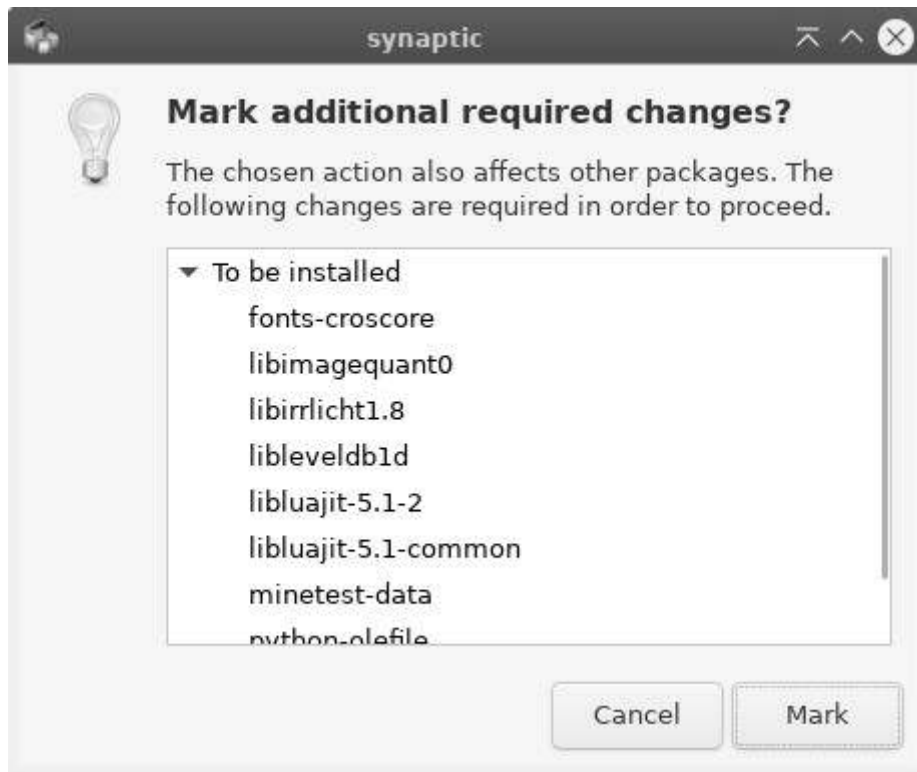 synaptic
Mark additional required changes?
The chosen action also affects other packages. The
following changes are required in order to proceed.
To be installed
fonts-croscore
libimagequant0
libirrlicht1.8
libleveldb1d
libluajit-5.1-2
libluajit-5.1-common
minetest-data
python-olefile
Cancel
Mark